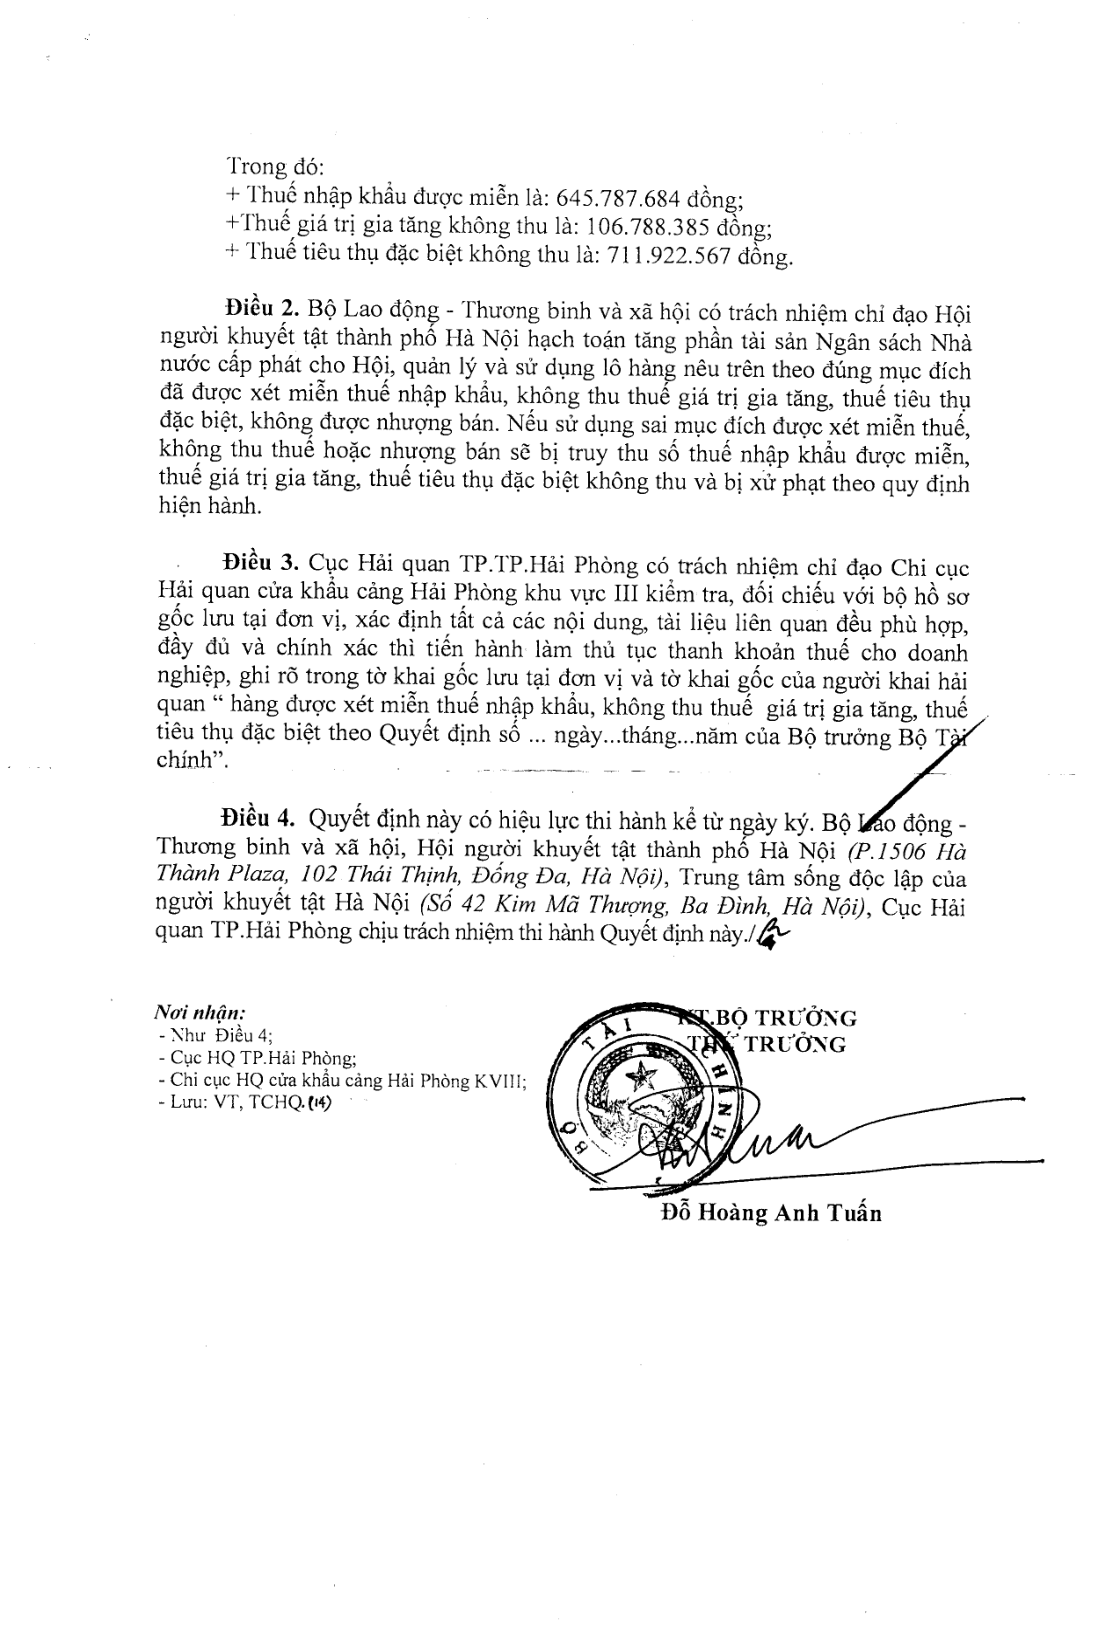 Trong đó:
+ Thuế nhập khẩu được miễn là: 645.787.684 đồng;
+Thuế giá trị gia tăng không thu là: 106.788.385 đồng;
+ Thuế tiêu thụ đặc biệt không thu là: 711.922.567 đồng.
Điều 2. Bộ Lao động - Thương binh và xã hội có trách nhiệm chỉ đạo Hội
người khuyết tật thành phố Hà Nội hạch toán tăng phần tài sản Ngân sách Nhà
nước cấp phát cho Hội, quản lý và sử dụng lô hàng nêu trên theo đúng mục đích
đã được xét miễn thuế nhập khẩu, không thu thuế giá trị gia tăng, thuế tiêu thụ
đặc biệt, không được nhượng bán. Nếu sử dụng sai mục đích được xét miễn thuế,
không thu thuế hoặc nhượng bán sẽ bị truy thu số thuế nhập khẩu được miễn,
thuế giá trị gia tăng, thuế tiêu thụ đặc biệt không thu và bị xử phạt theo quy định
hiện hành.
Điều 3. Cục Hải quan TP.TP.Hải Phòng có trách nhiệm chỉ đạo Chi cục
Hải quan cửa khẩu cảng Hải Phòng khu vực III kiểm tra, đối chiếu với bộ hồ sơ
gốc lưu tại đơn vị, xác định tất cả các nội dung, tài liệu liên quan đều phù hợp,
đầy đủ và chính xác thì tiến hành làm thủ tục thanh khoản thuế cho doanh
nghiệp, ghi rõ trong tờ khai gốc lưu tại đơn vị và tờ khai gốc của người khai hải
quan “ hàng được xét miễn thuế nhập khẩu, không thu thuế giá trị gia tăng, thuế
tiêu thụ đặc biệt theo Quyết định số ... ngày...tháng...năm của Bộ trưởng Bộ Tài
chính”.
Điều 4. Quyết định này có hiệu lực thi hành kể từ ngày ký. Bộ Lao động -
Thương binh và xã hội, Hội người khuyết tật thành phố Hà Nội (P.1506 Hà
Thành Plaza, 102 Thái Thịnh, Đống Đa, Hà Nội), Trung tâm sống độc lập của
người khuyết tật Hà Nội (Số 42 Kim Mã Thượng, Ba Đình, Hà Nội), Cục Hải
quan TP.Hải Phòng chịu trách nhiệm thi hành Quyết định này./.
Nơi nhận:
- Như Điều 4;
- Cục HQ TP.Hải Phòng;
- Chi cục HQ cửa khẩu cảng Hải Phòng KVIII;
- Lưu: VT, TCHQ.(14)
KT.BỘ TRƯỞNG
THỨ TRƯỞNG
BỘ TÀI CHÍNH
Đỗ Hoàng Anh Tuấn